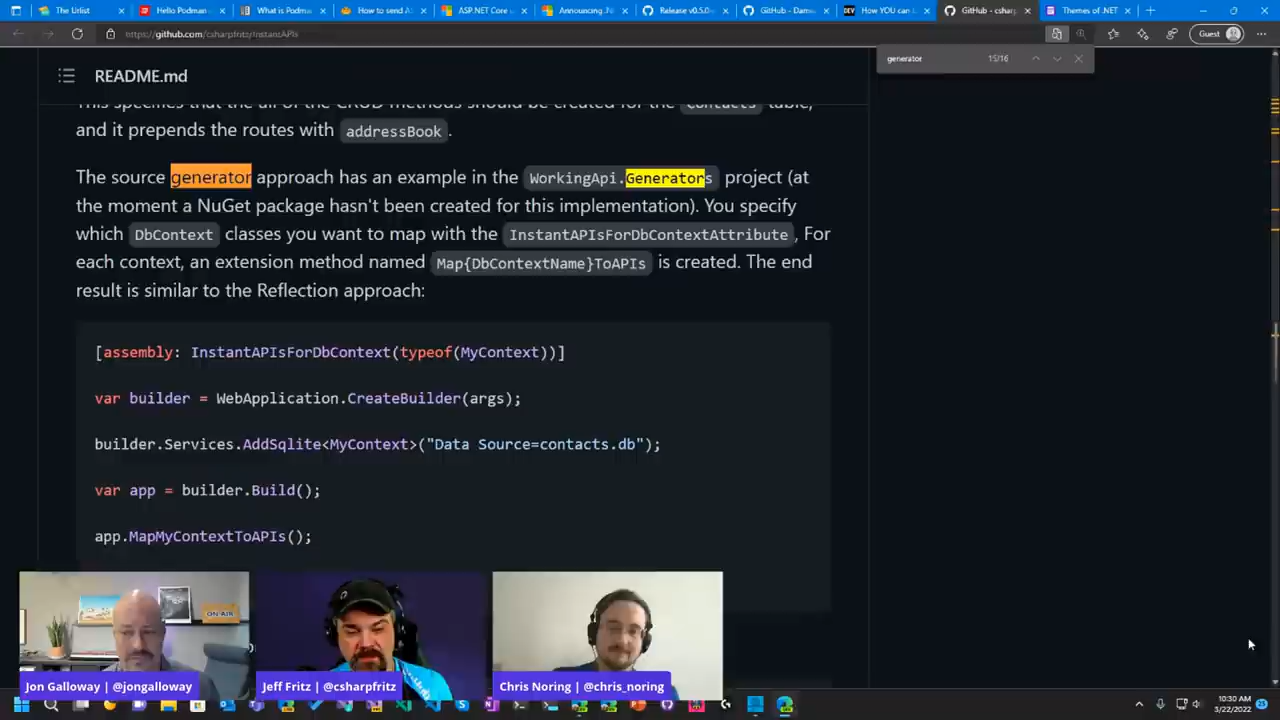 The Urlist
Hello Podman
What is Podma
How to send A
ASP.NET Core
Announcing .N
Release v0.5.0
GitHub - Dam
How YOU can
GitHub - cshar
Themes of .NET
https://github.com/csharpfritz/InstantAPIs
Guest
generator
15/16
README.md
This specifies that the all of the CRUD methods should be created for the Contacts table,
and it prepends the routes with addressBook.
The source generator approach has an example in the WorkingApi.Generators project (at
the moment a NuGet package hasn't been created for this implementation). You specify
which DbContext classes you want to map with the InstantAPIsForDbContextAttribute, For
each context, an extension method named Map{DbContextName}ToAPIs is created. The end
result is similar to the Reflection approach:
[assembly: InstantAPIsForDbContext(typeof(MyContext))]
var builder = WebApplication.CreateBuilder(args);
builder.Services.AddSqlite<MyContext>("Data Source=contacts.db");
var app = builder.Build();
app.MapMyContextToAPIs();
ON-AIR
Jon Galloway | @jongalloway
Jeff Fritz | @csharpfritz
Chris Noring | @chris_noring
10:30 AM
3/22/2022